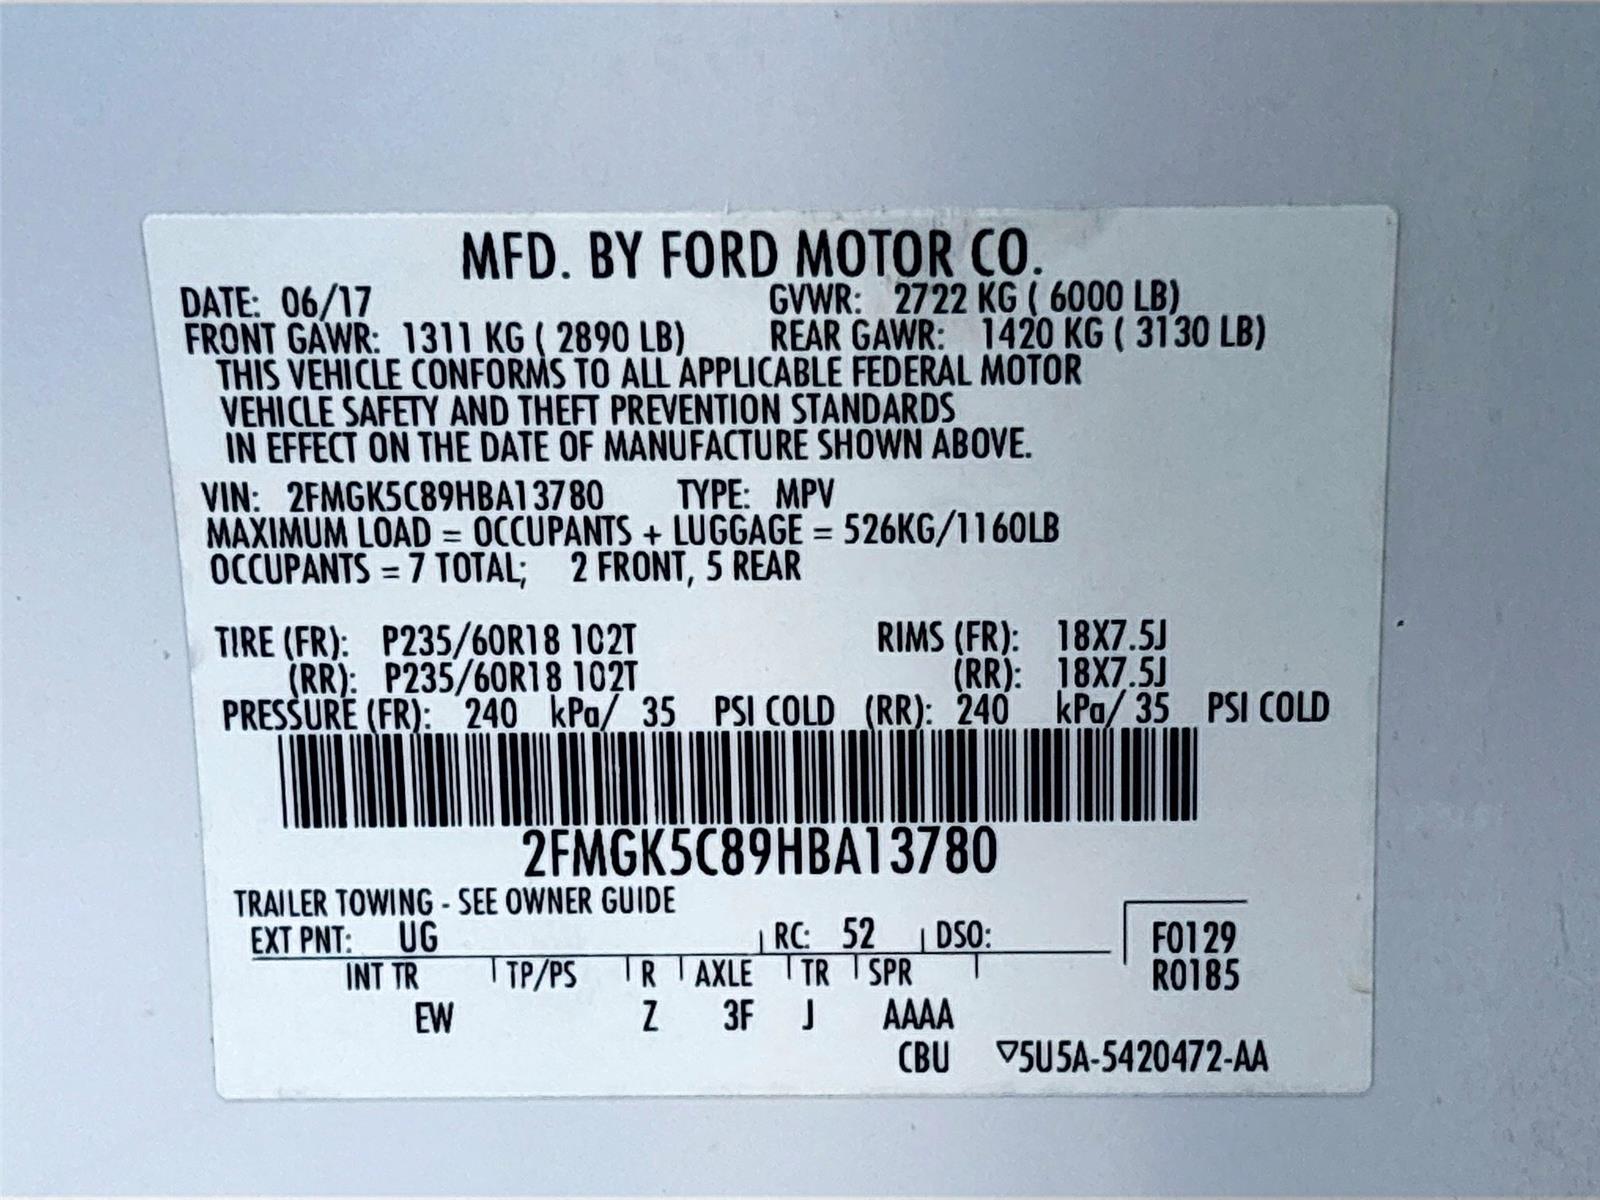 MFD. BY FORD MOTOR CO.
DATE: 06/17 GVWR: 2722 KG ( 6000 LB)
FRONT GAWR: 1311 KG ( 2890 LB) REAR GAWR: 1420 KG ( 3130 LB)
THIS VEHICLE CONFORMS TO ALL APPLICABLE FEDERAL MOTOR
VEHICLE SAFETY AND THEFT PREVENTION STANDARDS
IN EFFECT ON THE DATE OF MANUFACTURE SHOWN ABOVE.
VIN: 2FMGK5C89HBA13780 TYPE: MPV
MAXIMUM LOAD = OCCUPANTS + LUGGAGE = 526KG/1160LB
OCCUPANTS = 7 TOTAL; 2 FRONT, 5 REAR
TIRE (FR): P235/60R18 102T RIMS (FR): 18X7.5J
(RR): P235/60R18 102T (RR): 18X7.5J
PRESSURE (FR): 240 kPa/ 35 PSI COLD (RR): 240 kPa/ 35 PSI COLD
2FMGK5C89HBA13780
TRAILER TOWING - SEE OWNER GUIDE
EXT PNT: UG RC: 52 DSO: F0129
INT TR TP/PS R AXLE TR SPR R0185
EW Z 3F J AAAA
CBU ▽5U5A-5420472-AA